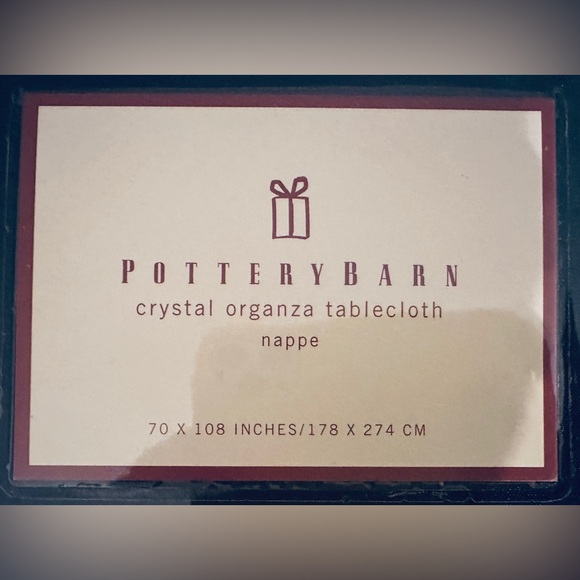 POTTERYBARN
crystal organza tablecloth
nappe
70 X 108 INCHES/178 X 274 CM